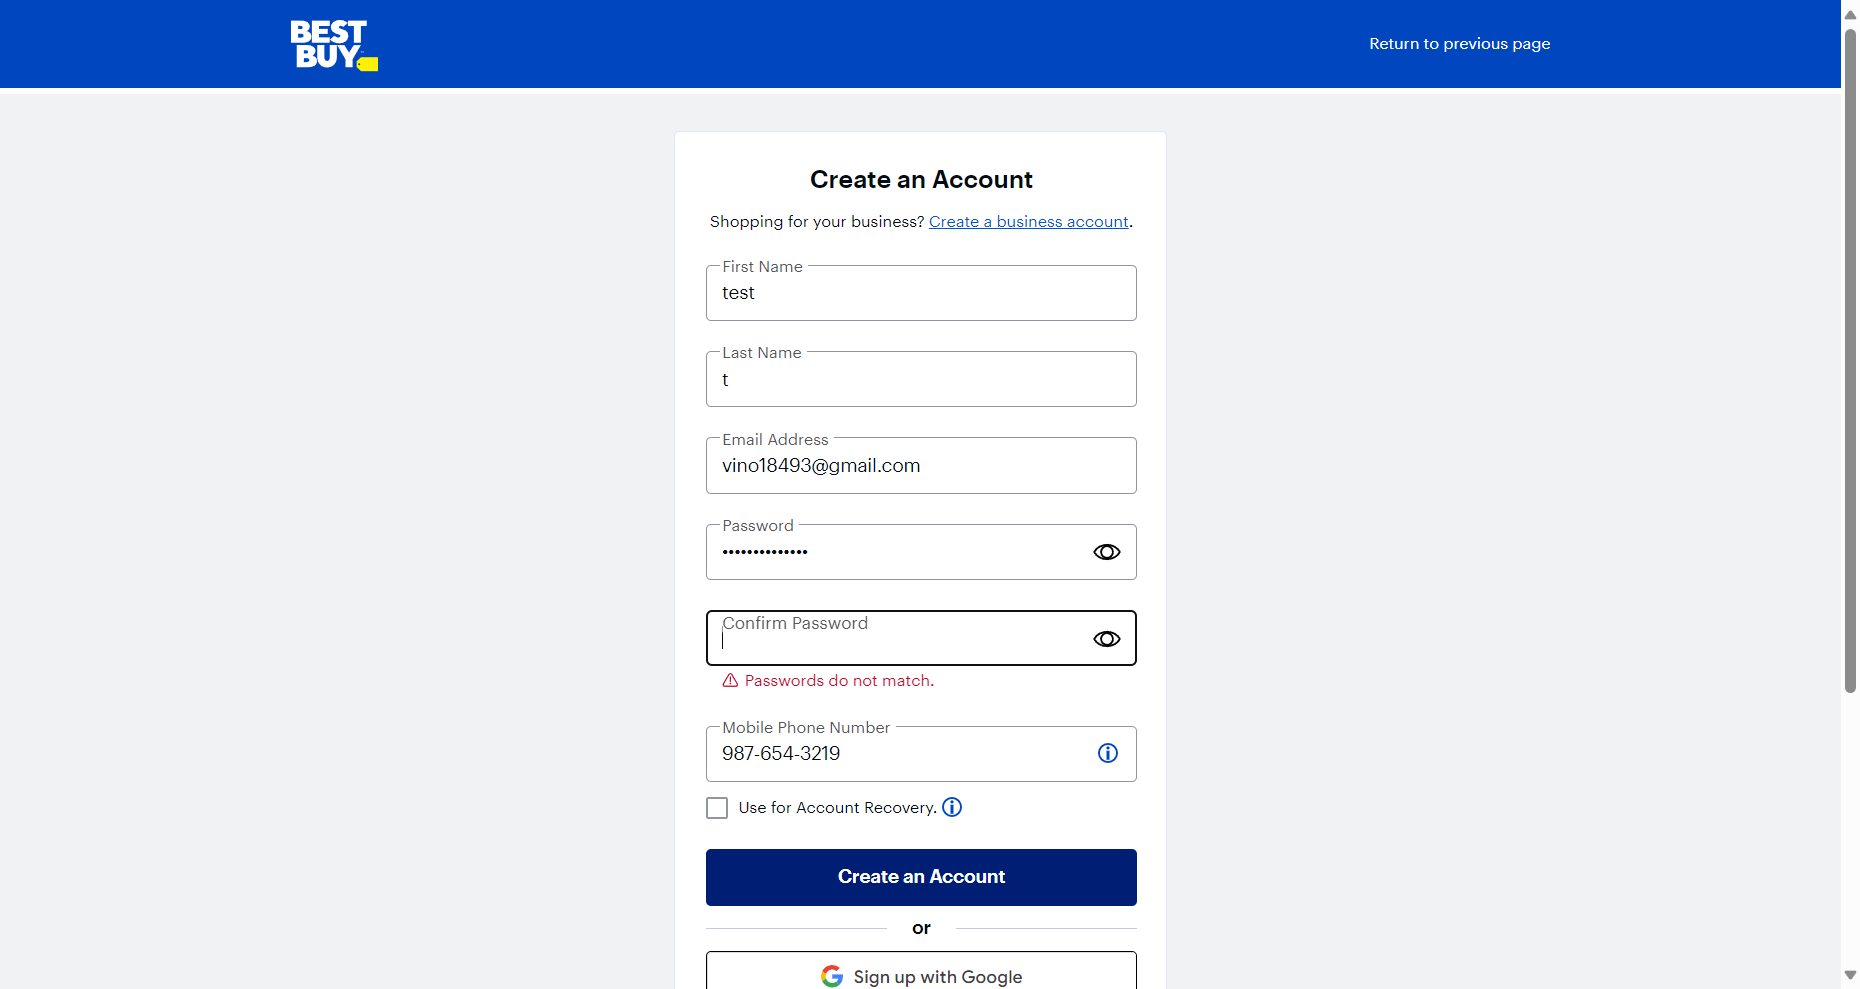 BEST
BUY
Return to previous page
Create an Account
Shopping for your business? Create a business account.
First Name
test
Last Name
t
Email Address
vino18493@gmail.com
Password
••••••••••••••
Confirm Password
Passwords do not match.
Mobile Phone Number
987-654-3219
Use for Account Recovery.
Create an Account
or
Sign up with Google